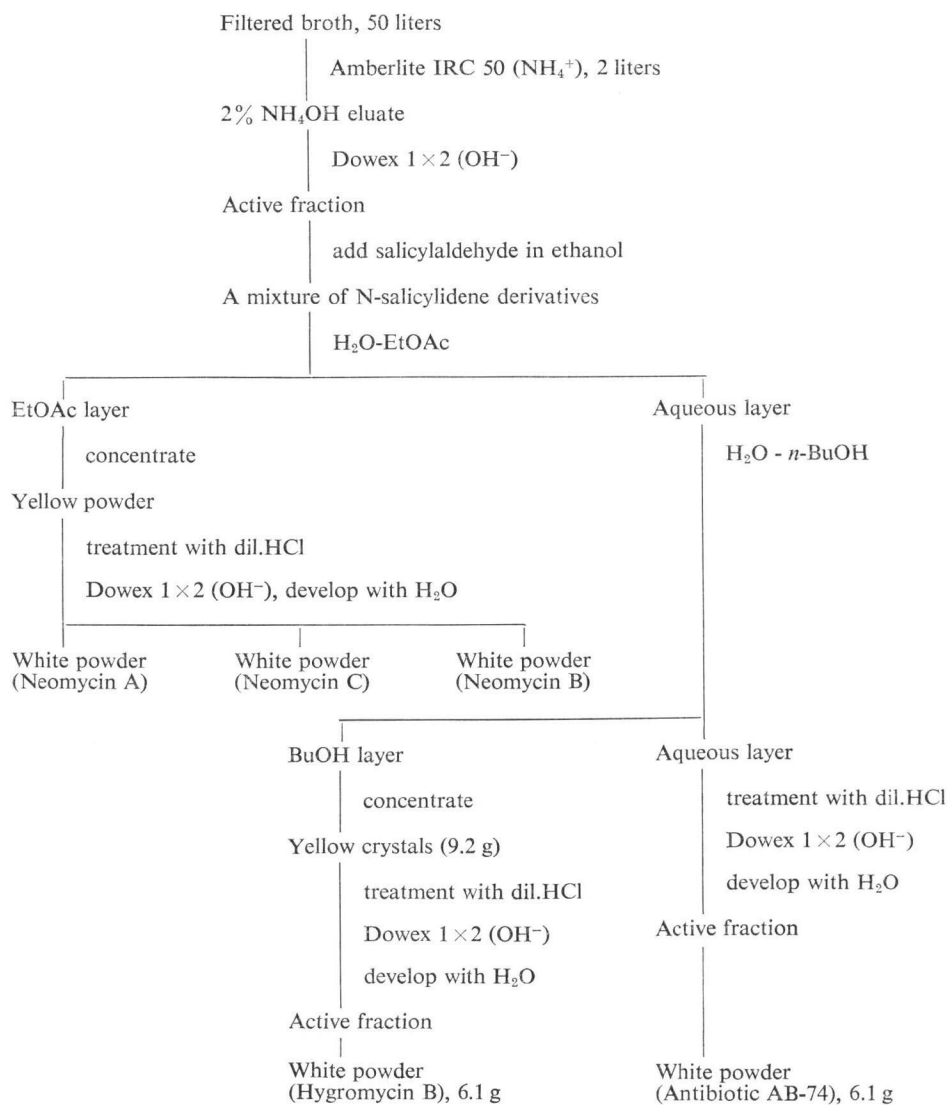 Filtered broth, 50 liters
Amberlite IRC 50 (NH₄⁺), 2 liters
2% NH₄OH eluate
Dowex 1×2 (OH⁻)
Active fraction
add salicylaldehyde in ethanol
A mixture of N-salicylidene derivatives
H₂O-EtOAc
EtOAc layer
concentrate
Yellow powder
treatment with dil.HCl
Dowex 1×2 (OH⁻), develop with H₂O
White powder
(Neomycin A)
White powder
(Neomycin C)
White powder
(Neomycin B)
Aqueous layer
H₂O - n-BuOH
BuOH layer
concentrate
Yellow crystals (9.2 g)
treatment with dil.HCl
Dowex 1×2 (OH⁻)
develop with H₂O
Active fraction
White powder
(Hygromycin B), 6.1 g
Aqueous layer
treatment with dil.HCl
Dowex 1×2 (OH⁻)
develop with H₂O
Active fraction
White powder
(Antibiotic AB-74), 6.1 g